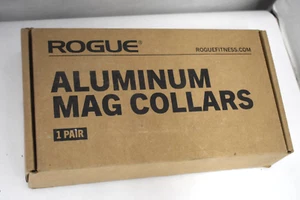 ROGUE®
ROGUEFITNESS.COM
ALUMINUM
MAG COLLARS
1 PAIR